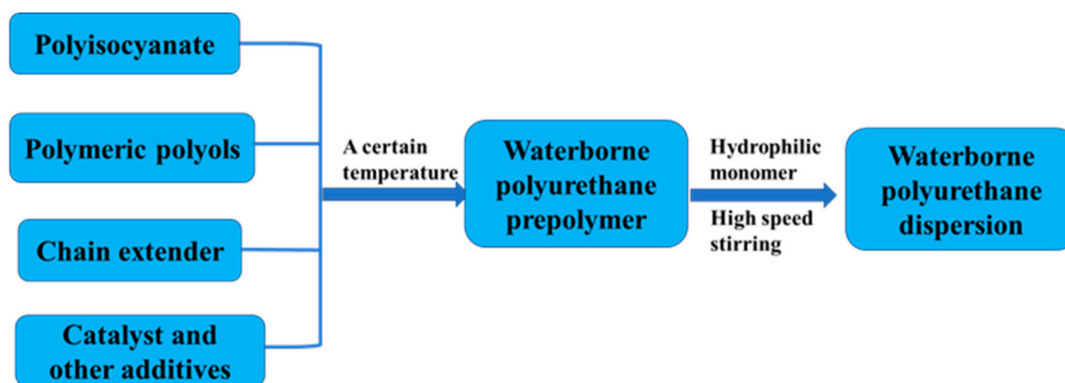 Polyisocyanate
Polymeric polyols
Chain extender
Catalyst and
other additives
A certain
temperature
Waterborne
polyurethane
prepolymer
Hydrophilic
monomer
High speed
stirring
Waterborne
polyurethane
dispersion